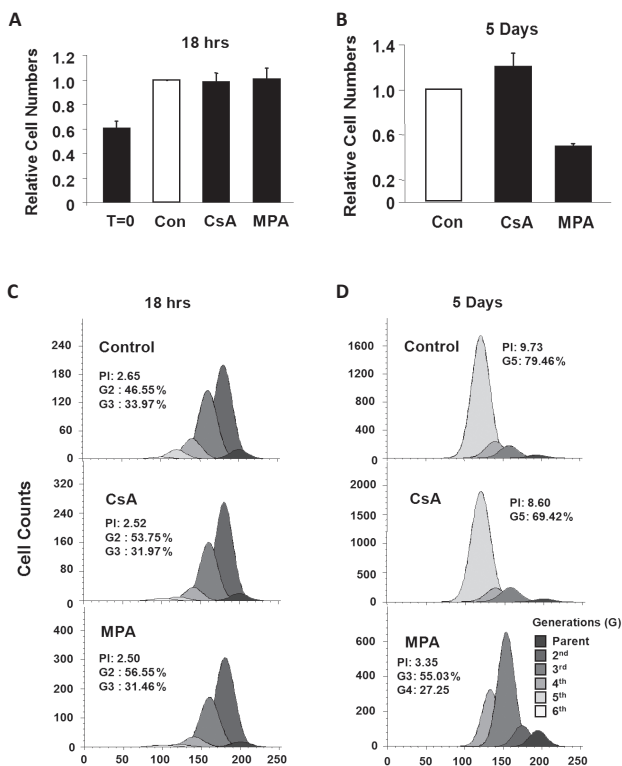 A
18 hrs
Relative Cell Numbers
1.2
1.0
0.8
0.6
0.4
0.2
0
T=0 Con CsA MPA
B
5 Days
Relative Cell Numbers
1.4
1.0
0.6
0.2
0
Con CsA MPA
C
18 hrs
Cell Counts
240
180
120
60
0
Control
PI: 2.65
G2 : 46.55%
G3 : 33.97%
320
240
160
80
0
CsA
PI: 2.52
G2 : 53.75%
G3 : 31.97%
400
300
200
100
0
MPA
PI: 2.50
G2 : 56.55%
G3 : 31.46%
0 50 100 150 200 250
D
5 Days
1600
1200
800
400
0
Control
PI: 9.73
G5: 79.46%
2000
1500
1000
500
0
CsA
PI: 8.60
G5: 69.42%
600
400
200
0
MPA
PI: 3.35
G3: 55.03%
G4: 27.25
Generations (G)
Parent
2nd
3rd
4th
5th
6th
0 50 100 150 200 250